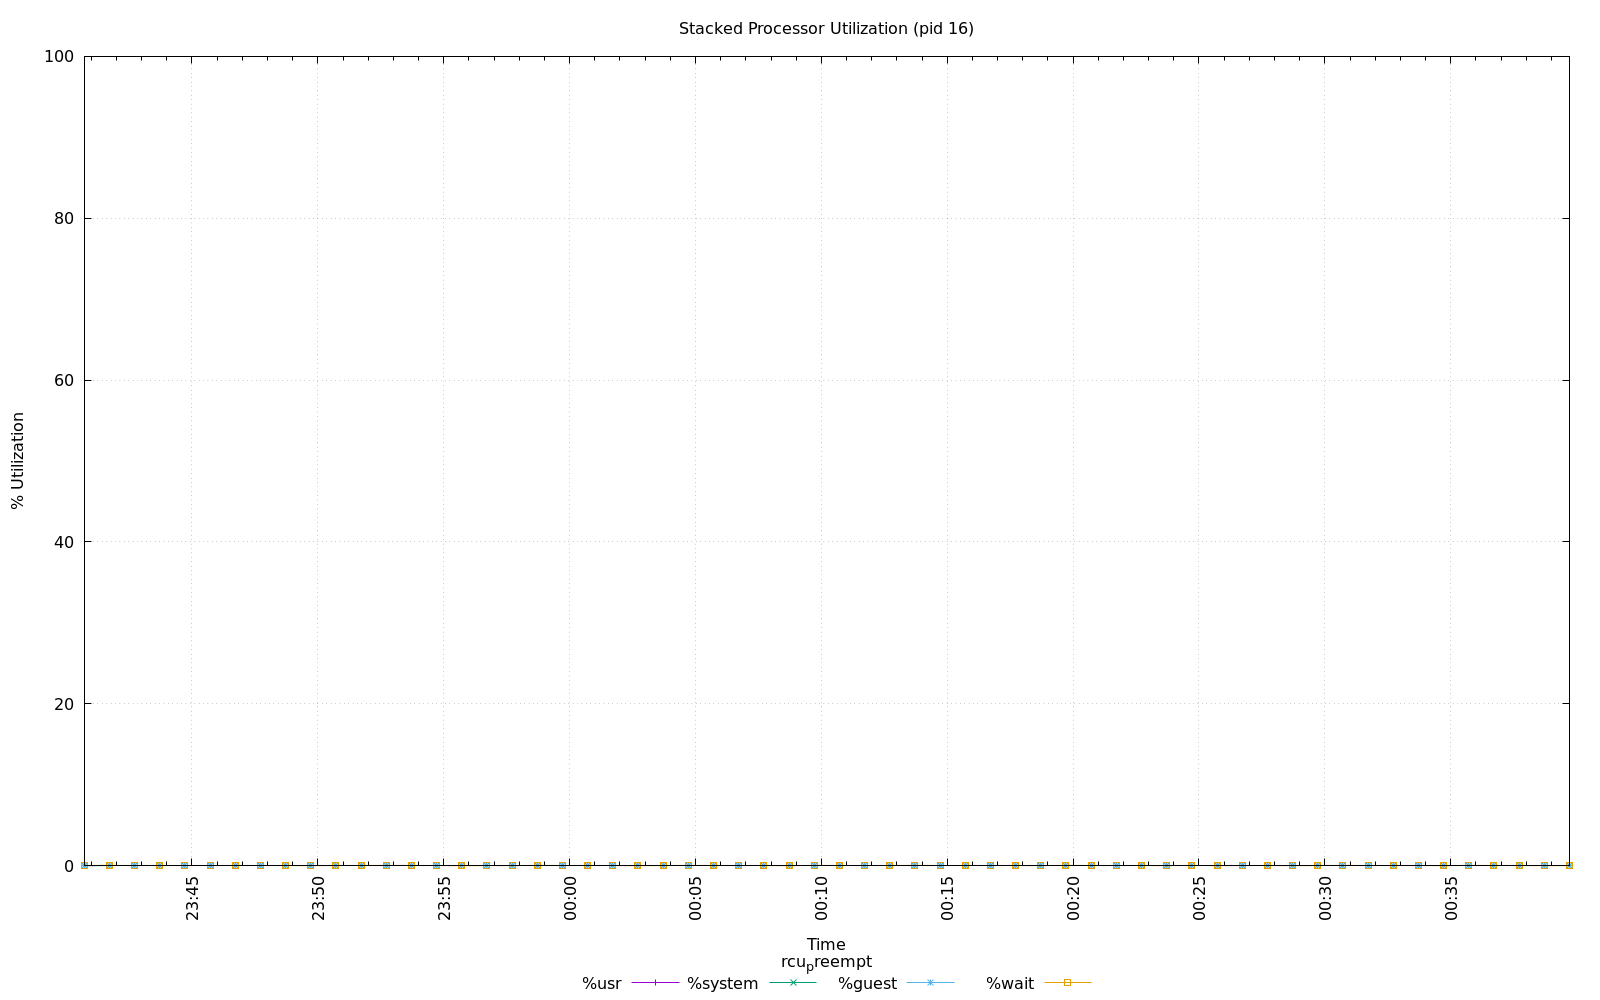 Stacked Processor Utilization (pid 16)
100
80
60
40
20
0
% Utilization
23:45 23:50 23:55 00:00 00:05 00:10 00:15 00:20 00:25 00:30 00:35
Time
rcupreempt
%usr %system %guest %wait